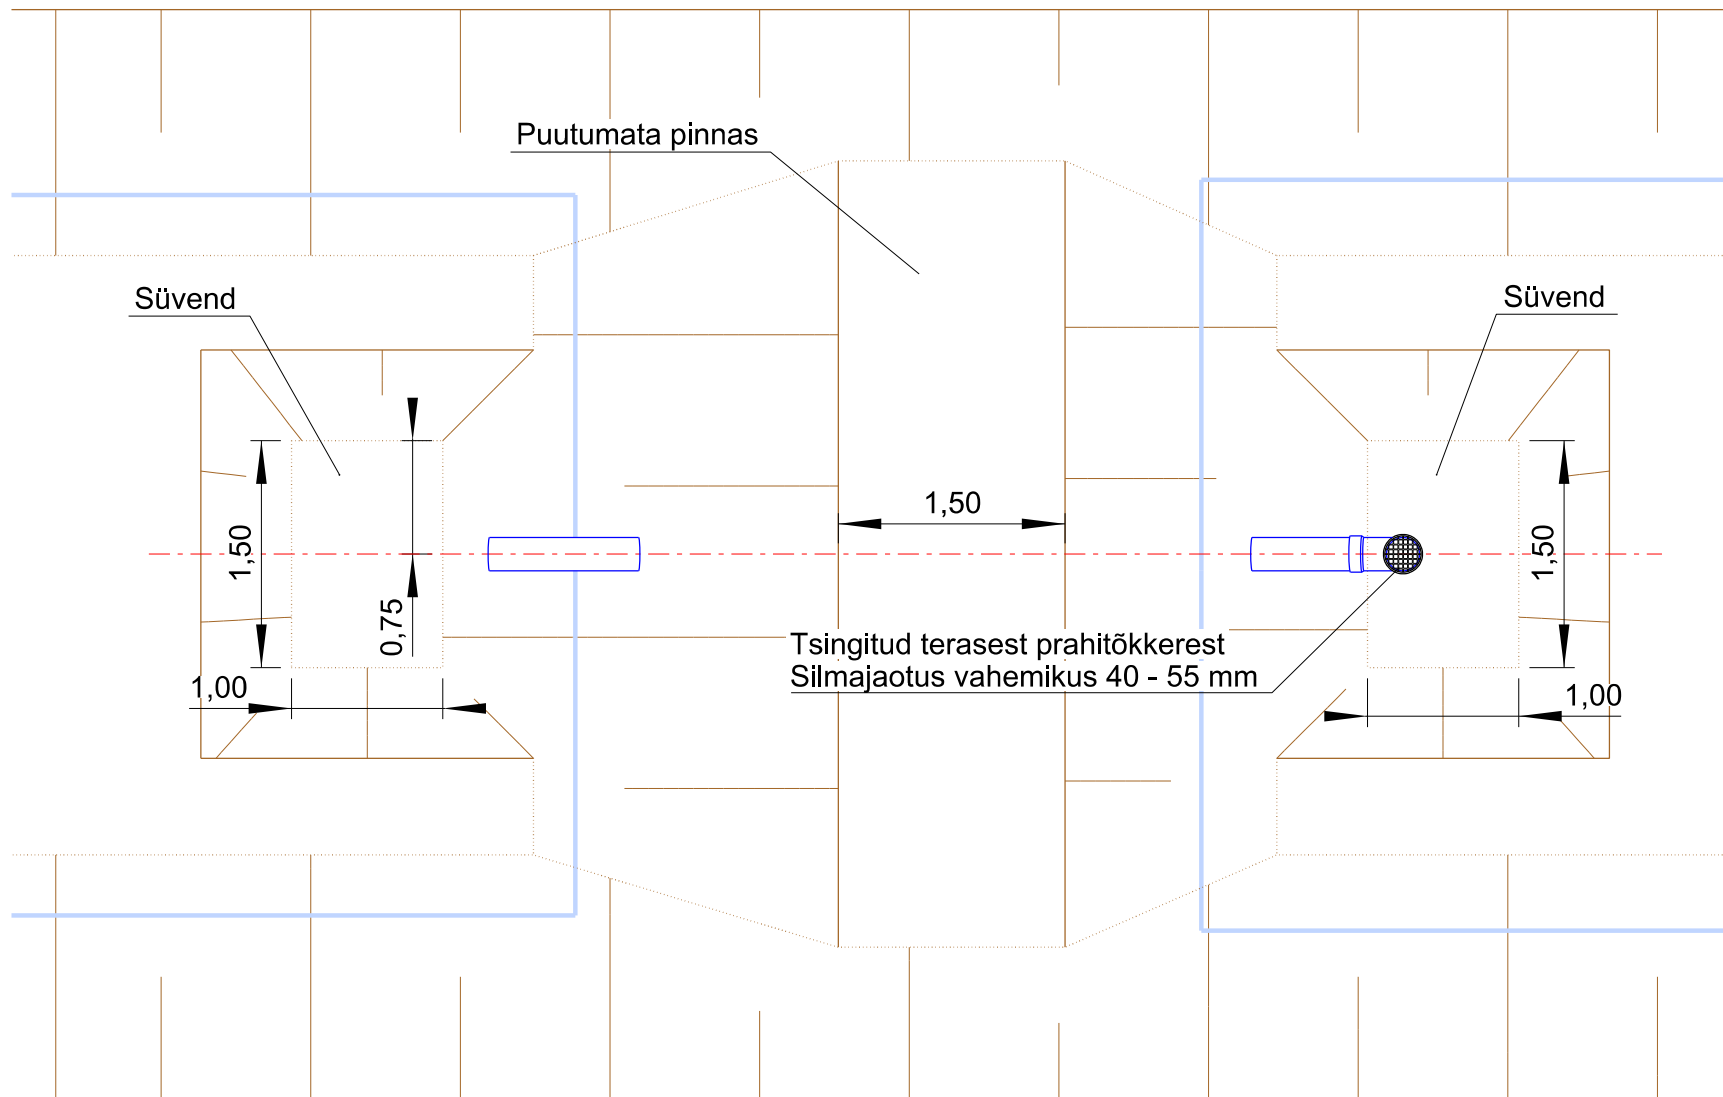 Puutumata pinnas
Süvend
Süvend
1,50
1,50
0,75
1,50
Tsingitud terasest prahitõkkerest
Silmajaotus vahemikus 40 - 55 mm
1,00
1,00